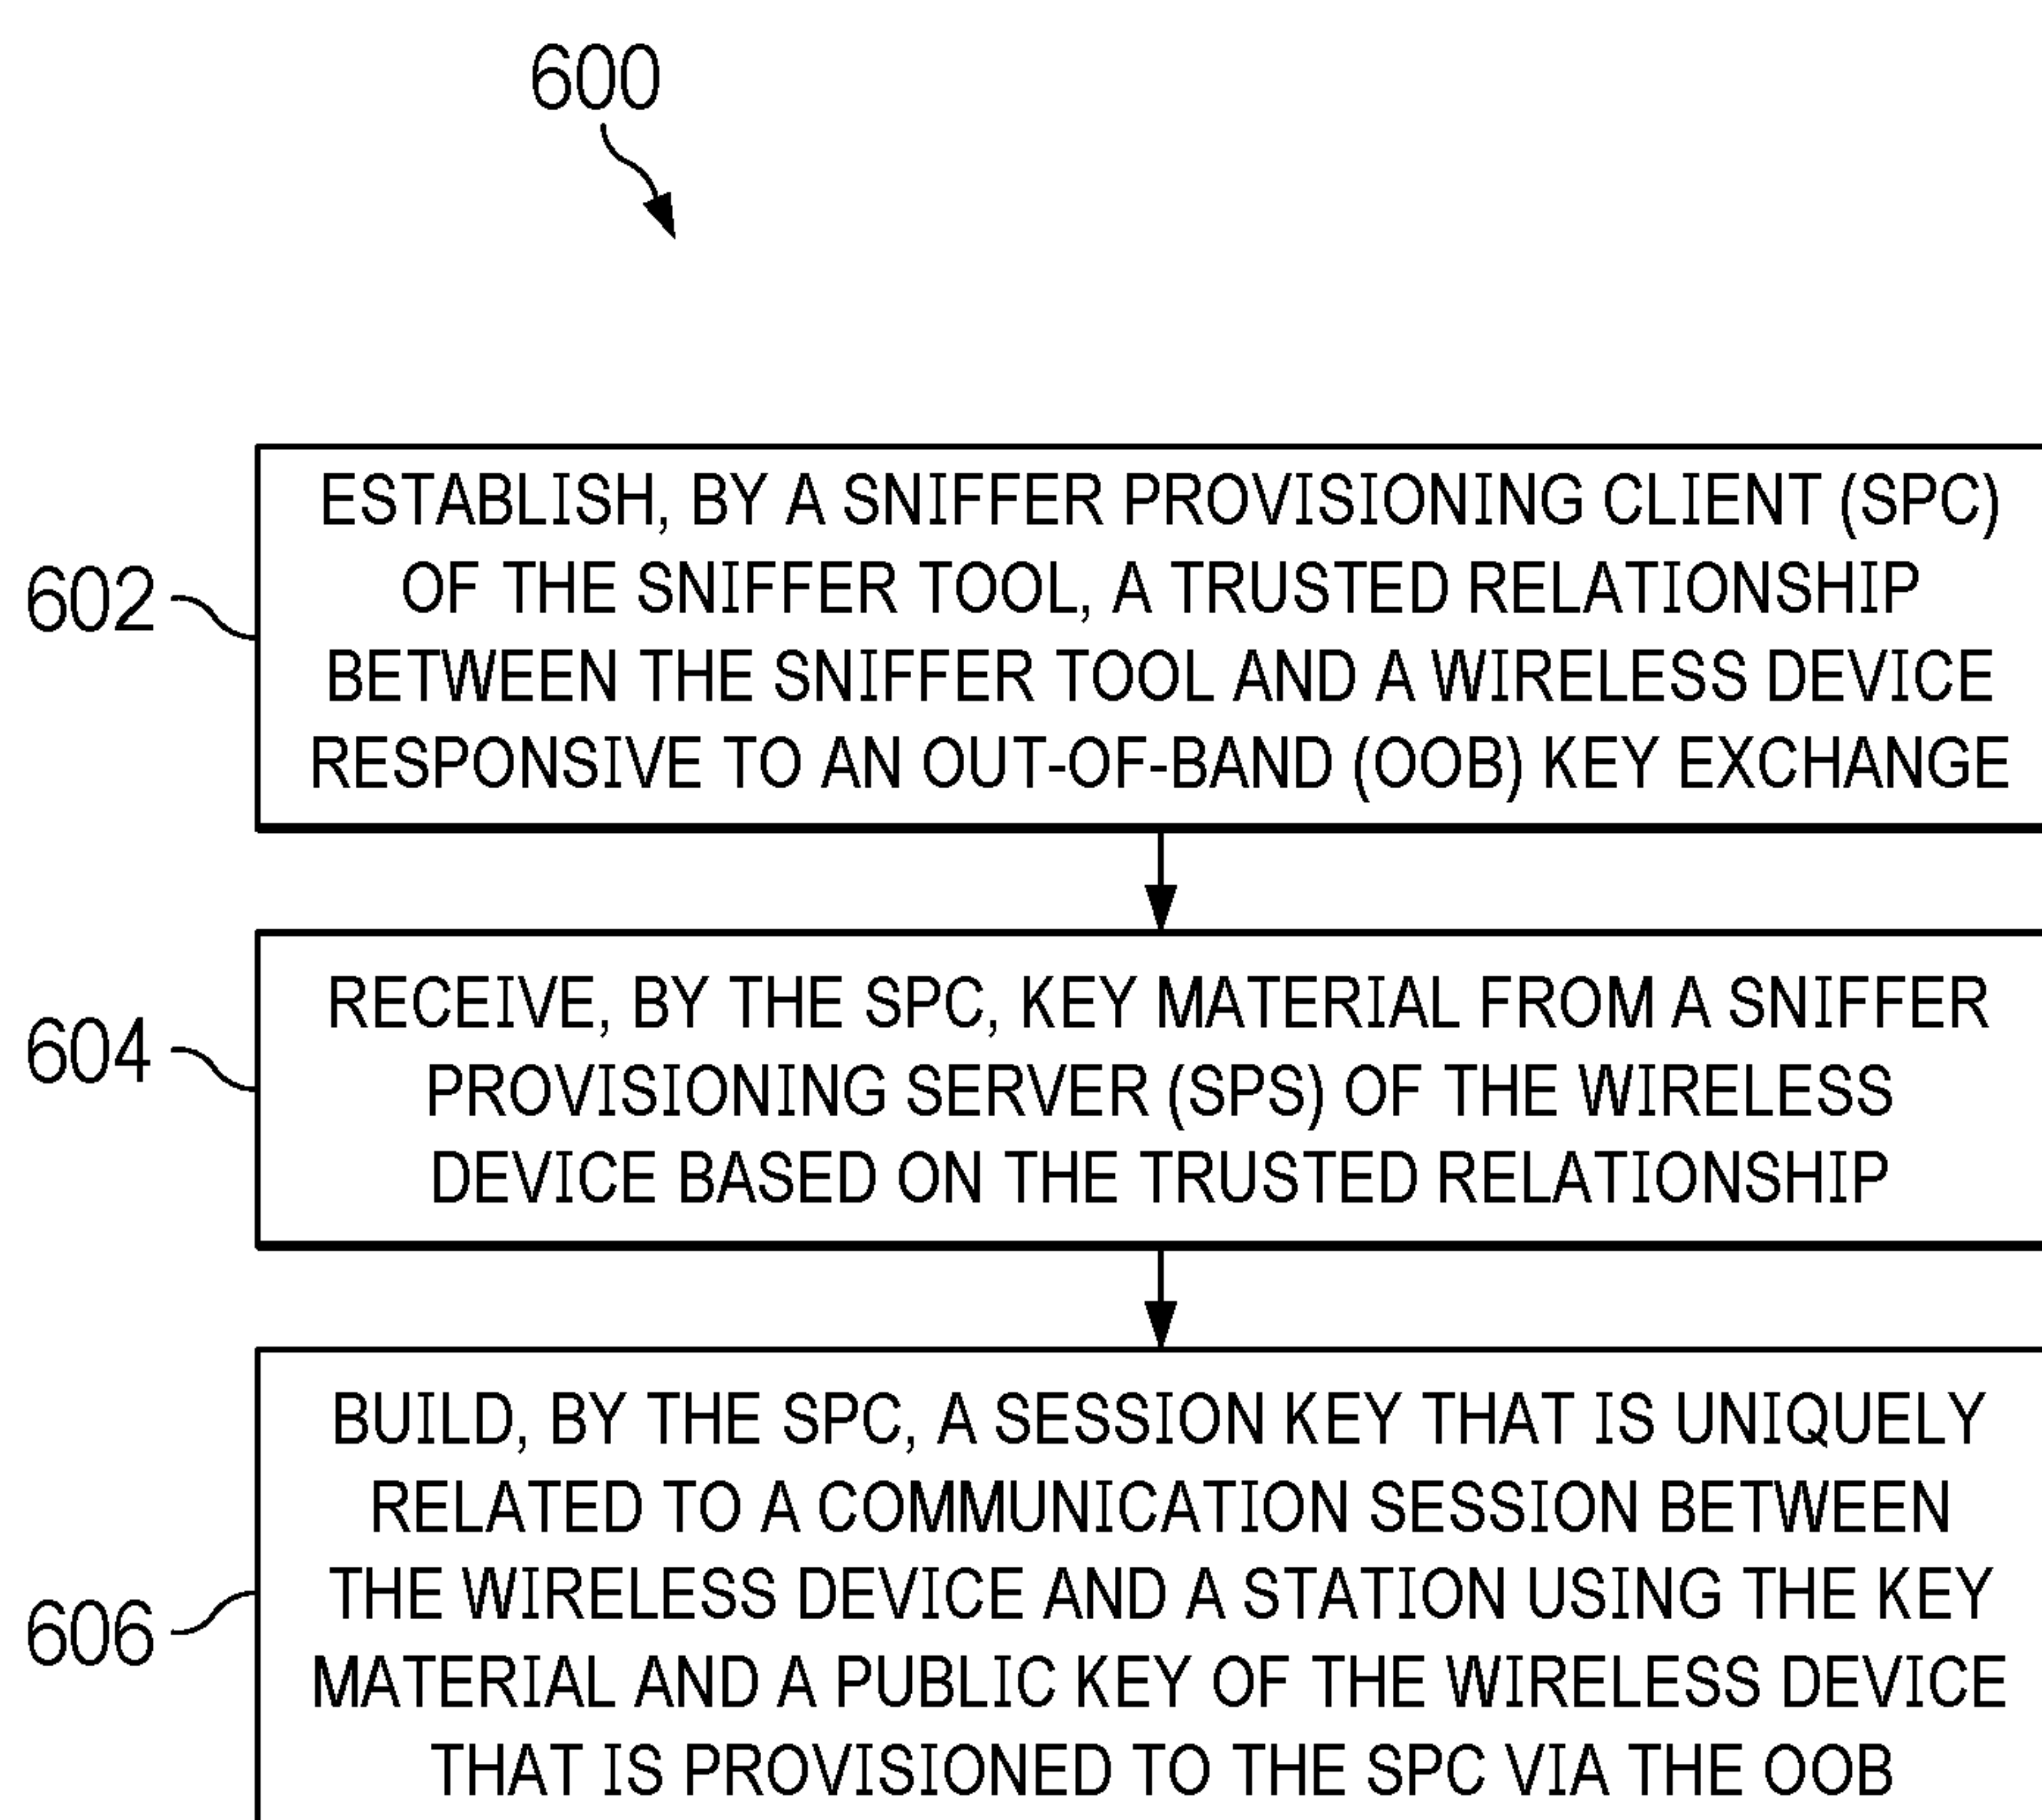 600
602
ESTABLISH, BY A SNIFFER PROVISIONING CLIENT (SPC)
OF THE SNIFFER TOOL, A TRUSTED RELATIONSHIP
BETWEEN THE SNIFFER TOOL AND A WIRELESS DEVICE
RESPONSIVE TO AN OUT-OF-BAND (OOB) KEY EXCHANGE
604
RECEIVE, BY THE SPC, KEY MATERIAL FROM A SNIFFER
PROVISIONING SERVER (SPS) OF THE WIRELESS
DEVICE BASED ON THE TRUSTED RELATIONSHIP
606
BUILD, BY THE SPC, A SESSION KEY THAT IS UNIQUELY
RELATED TO A COMMUNICATION SESSION BETWEEN
THE WIRELESS DEVICE AND A STATION USING THE KEY
MATERIAL AND A PUBLIC KEY OF THE WIRELESS DEVICE
THAT IS PROVISIONED TO THE SPC VIA THE OOB